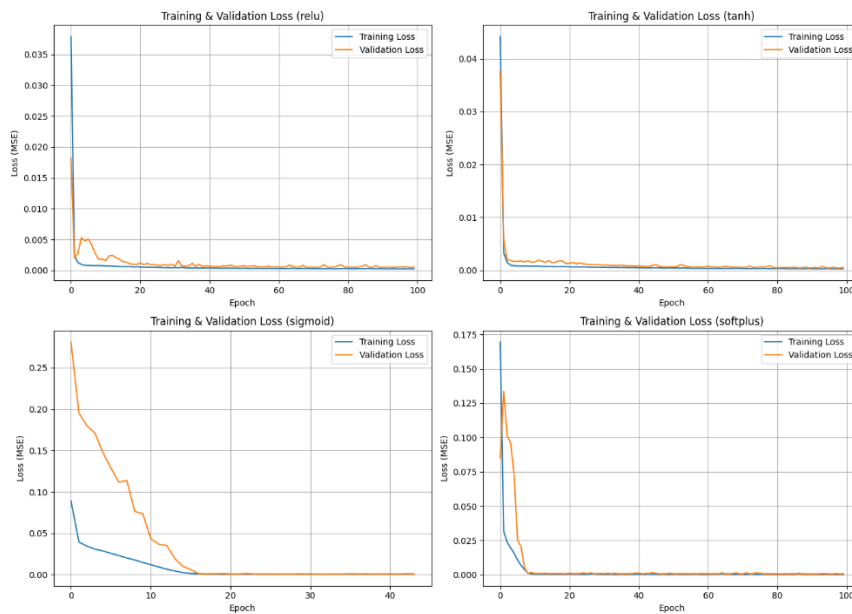 Training & Validation Loss (relu)
Training Loss
Validation Loss
Loss (MSE)
0.035
0.030
0.025
0.020
0.015
0.010
0.005
0.000
0 20 40 60 80 100
Epoch
Training & Validation Loss (tanh)
Training Loss
Validation Loss
Loss (MSE)
0.04
0.03
0.02
0.01
0.00
0 20 40 60 80 100
Epoch
Training & Validation Loss (sigmoid)
Training Loss
Validation Loss
Loss (MSE)
0.25
0.20
0.15
0.10
0.05
0.00
0 10 20 30 40
Epoch
Training & Validation Loss (softplus)
Training Loss
Validation Loss
Loss (MSE)
0.175
0.150
0.125
0.100
0.075
0.050
0.025
0.000
0 20 40 60 80 100
Epoch